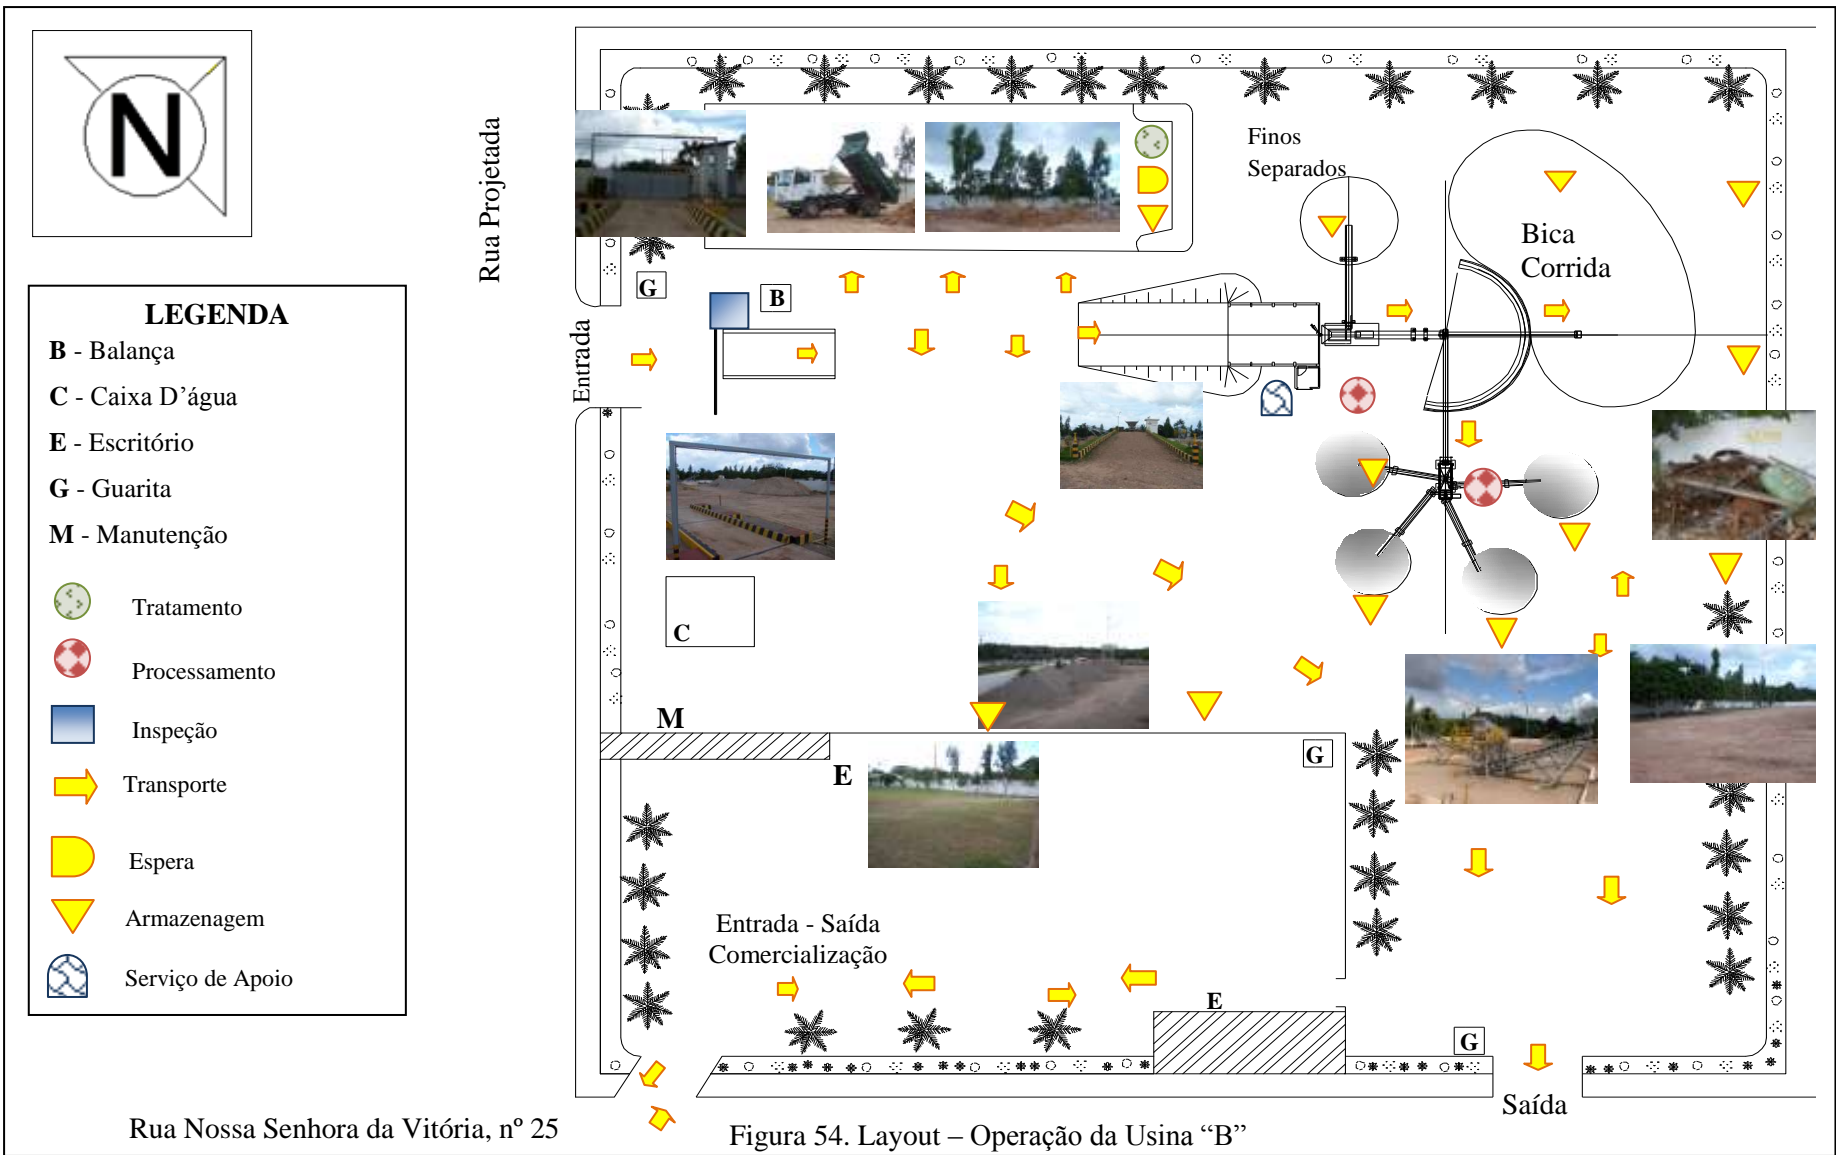 N
Rua Projetada
LEGENDA
B - Balança
C - Caixa D’água
E - Escritório
G - Guarita
M - Manutenção
Tratamento
Processamento
Inspeção
Transporte
Espera
Armazenagem
Serviço de Apoio
Finos
Separados
Bica
Corrida
G
B
Entrada
C
M
E
G
Entrada - Saída
Comercialização
E
G
Saída
Rua Nossa Senhora da Vitória, nº 25
Figura 54. Layout – Operação da Usina “B”